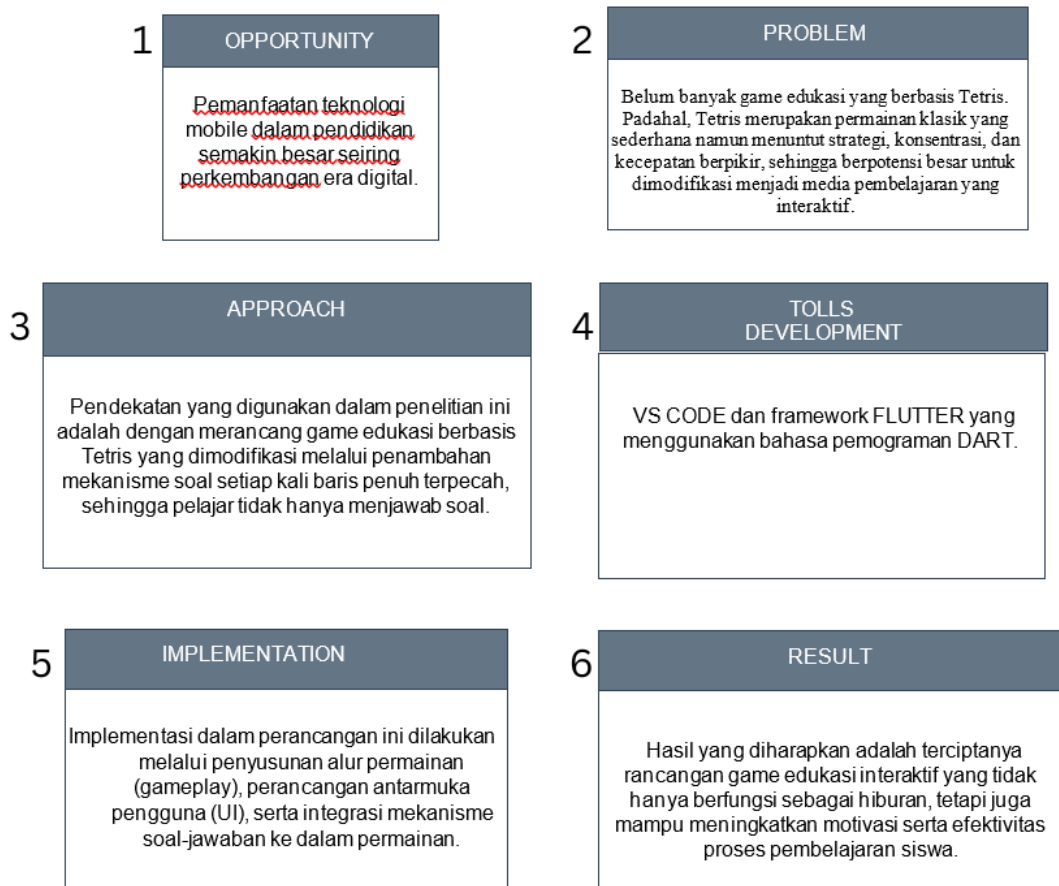 1
OPPORTUNITY
Pemanfaatan teknologi
mobile dalam pendidikan
semakin besar seiring
perkembangan era digital.
2
PROBLEM
Belum banyak game edukasi yang berbasis Tetris.
Padahal, Tetris merupakan permainan klasik yang
sederhana namun menuntut strategi, konsentrasi, dan
kecepatan berpikir, sehingga berpotensi besar untuk
dimodifikasi menjadi media pembelajaran yang
interaktif.
3
APPROACH
Pendekatan yang digunakan dalam penelitian ini
adalah dengan merancang game edukasi berbasis
Tetris yang dimodifikasi melalui penambahan
mekanisme soal setiap kali baris penuh terpecah,
sehingga pelajar tidak hanya menjawab soal.
4
TOLLS
DEVELOPMENT
VS CODE dan framework FLUTTER yang
menggunakan bahasa pemograman DART.
5
IMPLEMENTATION
Implementasi dalam perancangan ini dilakukan
melalui penyusunan alur permainan
(gameplay), perancangan antarmuka
pengguna (UI), serta integrasi mekanisme
soal-jawaban ke dalam permainan.
6
RESULT
Hasil yang diharapkan adalah terciptanya
rancangan game edukasi interaktif yang tidak
hanya berfungsi sebagai hiburan, tetapi juga
mampu meningkatkan motivasi serta efektivitas
proses pembelajaran siswa.